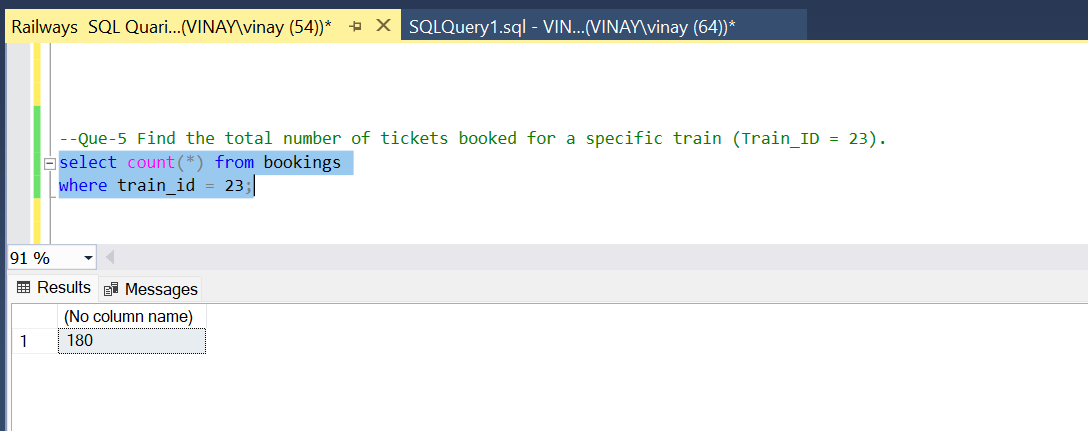 Railways SQL Quari...(VINAY\vinay (54))*
SQLQuery1.sql - VIN...(VINAY\vinay (64))*
--Que-5 Find the total number of tickets booked for a specific train (Train_ID = 23).
select count(*) from bookings
where train_id = 23;
91 %
Results Messages
(No column name)
1 180